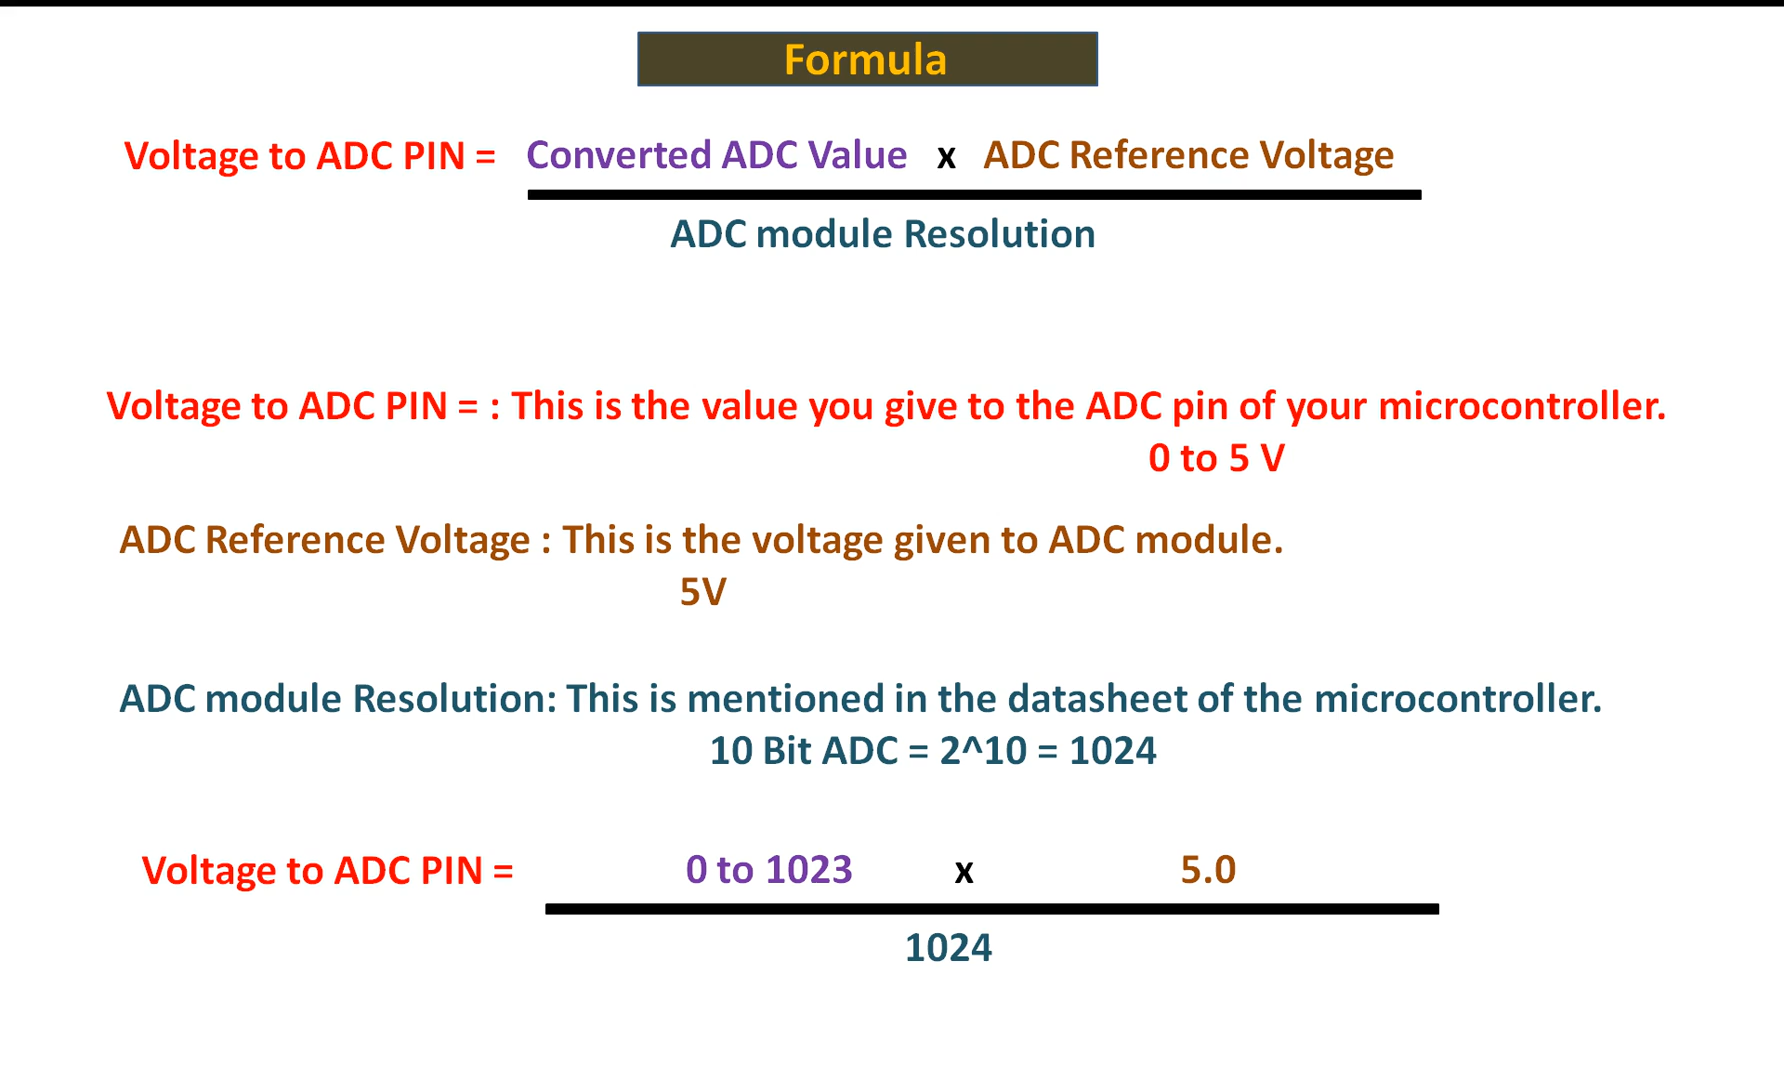 Formula
Voltage to ADC PIN = Converted ADC Value x ADC Reference Voltage
ADC module Resolution
Voltage to ADC PIN = : This is the value you give to the ADC pin of your microcontroller.
0 to 5 V
ADC Reference Voltage : This is the voltage given to ADC module.
5V
ADC module Resolution: This is mentioned in the datasheet of the microcontroller.
10 Bit ADC = 2^10 = 1024
Voltage to ADC PIN = 0 to 1023 x 5.0
1024